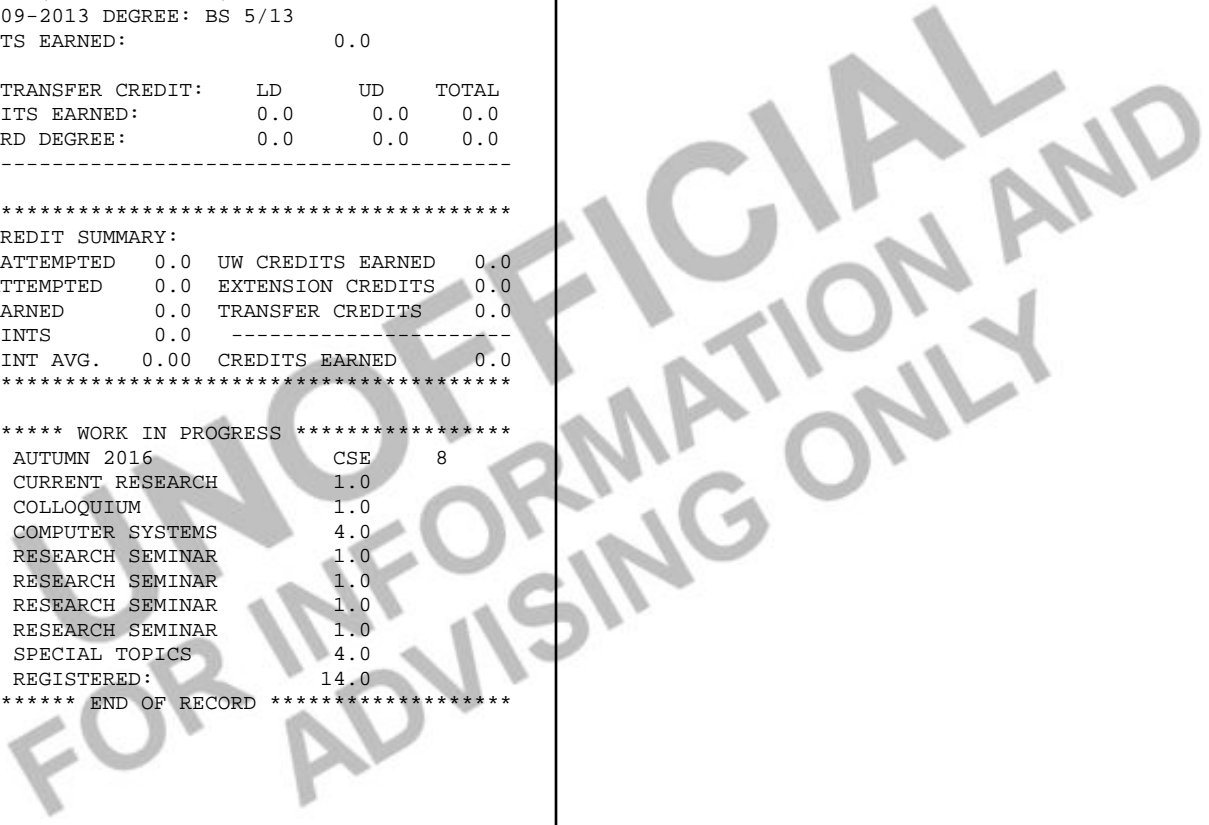 09-2013 DEGREE: BS 5/13
TS EARNED: 0.0
TRANSFER CREDIT: LD UD TOTAL
ITS EARNED: 0.0 0.0 0.0
RD DEGREE: 0.0 0.0 0.0
----------------------------------------
****************************************
REDIT SUMMARY:
ATTEMPTED 0.0 UW CREDITS EARNED 0.0
TTEMPTED 0.0 EXTENSION CREDITS 0.0
ARNED 0.0 TRANSFER CREDITS 0.0
INTS 0.0 ----------------------
INT AVG. 0.00 CREDITS EARNED 0.0
****************************************
***** WORK IN PROGRESS *****************
AUTUMN 2016 CSE 8
CURRENT RESEARCH 1.0
COLLOQUIUM 1.0
COMPUTER SYSTEMS 4.0
RESEARCH SEMINAR 1.0
RESEARCH SEMINAR 1.0
RESEARCH SEMINAR 1.0
RESEARCH SEMINAR 1.0
SPECIAL TOPICS 4.0
REGISTERED: 14.0
****** END OF RECORD *******************
UNOFFICIAL
FOR INFORMATION AND
ADVISING ONLY